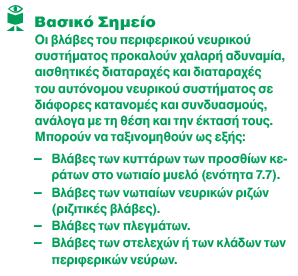 Βασικό Σημείο
Οι βλάβες του περιφερικού νευρικού
συστήματος προκαλούν χαλαρή αδυναμία,
αισθητικές διαταραχές και διαταραχές
του αυτόνομου νευρικού συστήματος σε
διάφορες κατανομές και συνδυασμούς,
ανάλογα με τη θέση και την έκτασή τους.
Μπορούν να ταξινομηθούν ως εξής:
– Βλάβες των κυττάρων των προσθίων κε-
ράτων στο νωτιαίο μυελό (ενότητα 7.7).
– Βλάβες των νωτιαίων νευρικών ριζών
(ριζιτικές βλάβες).
– Βλάβες των πλεγμάτων.
– Βλάβες των στελεχών ή των κλάδων των
περιφερικών νεύρων.